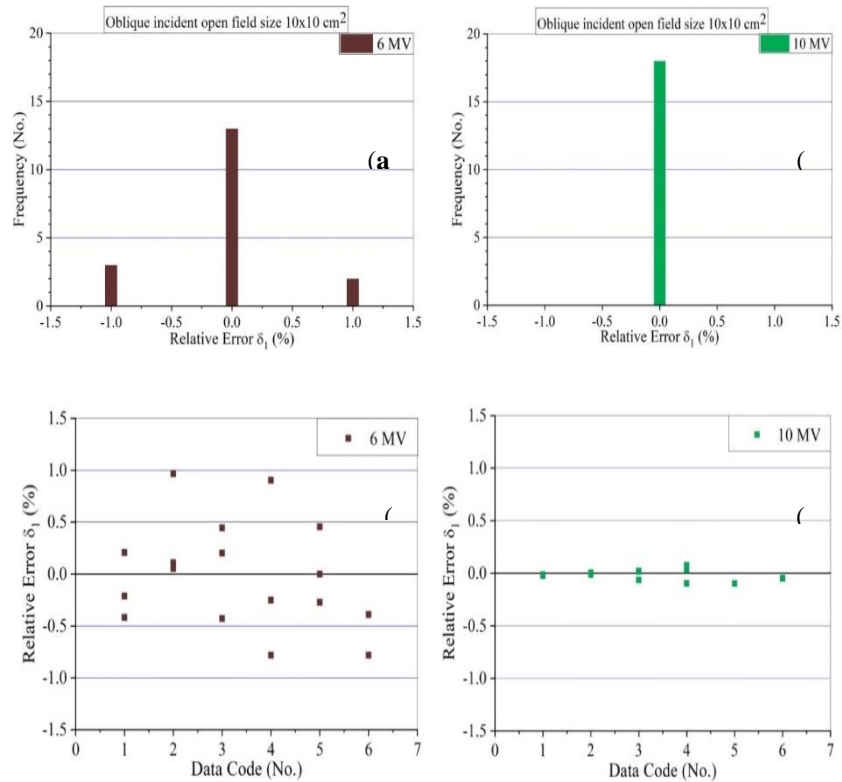 Oblique incident open field size 10x10 cm²
6 MV
20
15
10
5
0
Frequency (No.)
(a
-1.5 -1.0 -0.5 0.0 0.5 1.0 1.5
Relative Error δ₁ (%)
Oblique incident open field size 10x10 cm²
10 MV
20
15
10
5
0
Frequency (No.)
(
-1.5 -1.0 -0.5 0.0 0.5 1.0 1.5
Relative Error δ₁ (%)
6 MV
1.5
1.0
0.5
0.0
-0.5
-1.0
-1.5
Relative Error δ₁ (%)
(
0 1 2 3 4 5 6 7
Data Code (No.)
10 MV
1.5
1.0
0.5
0.0
-0.5
-1.0
-1.5
Relative Error δ₁ (%)
(
0 1 2 3 4 5 6 7
Data Code (No.)